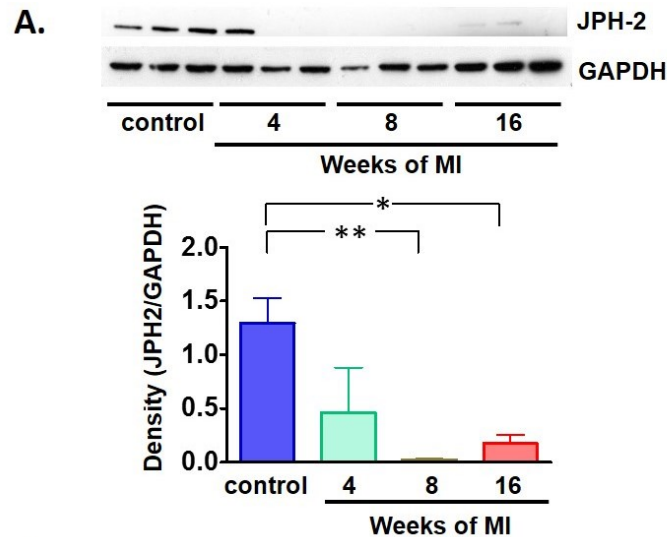 A.
JPH-2
GAPDH
control 4 8 16
Weeks of MI
*
**
Density (JPH2/GAPDH)
2.0
1.5
1.0
0.5
0.0
control 4 8 16
Weeks of MI